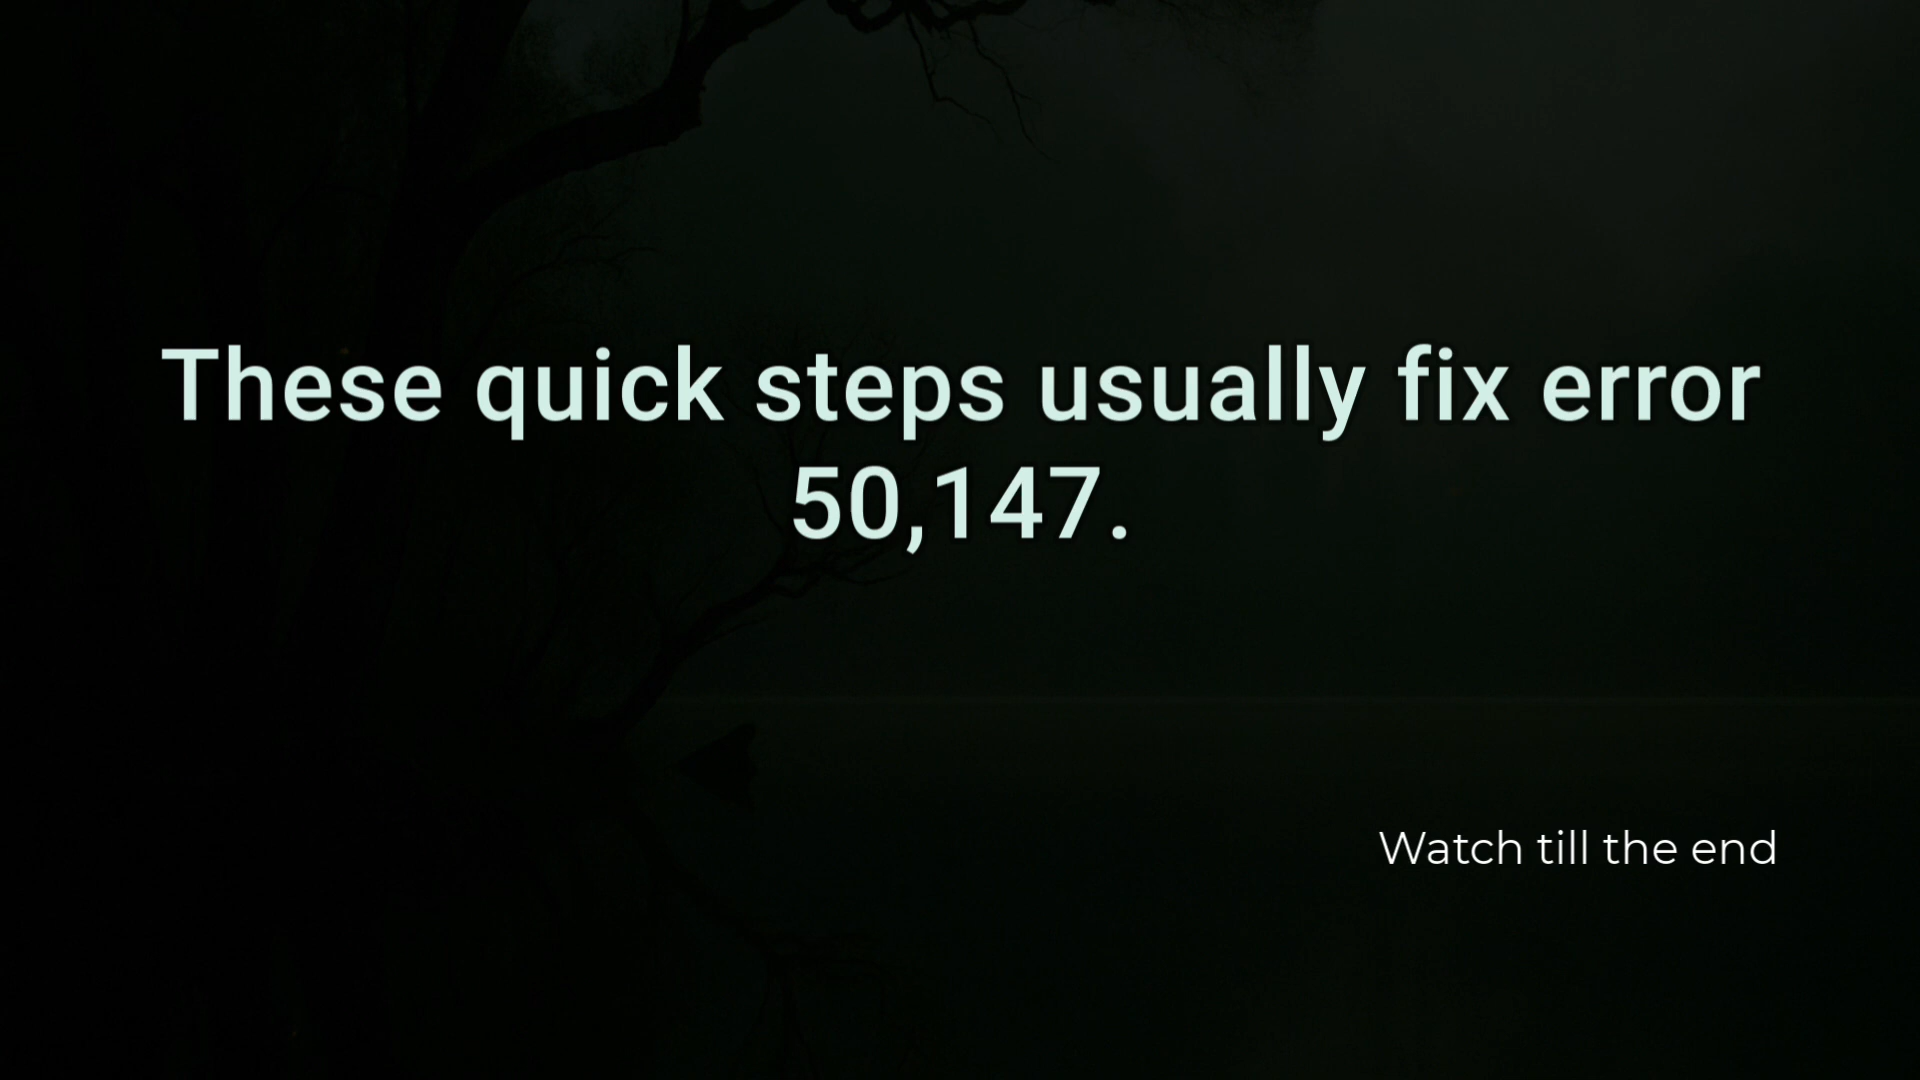 These quick steps usually fix error
50,147.
Watch till the end